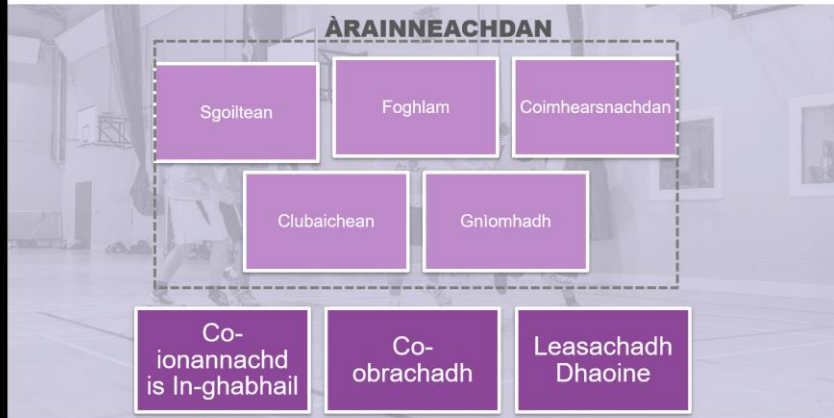 ÀRAINNEACHDAN
Sgoiltean
Foghlam
Coimhearsnachdan
Clubaichean
Gnìomhadh
Co-
ionannachd
is In-ghabhail
Co-
obrachadh
Leasachadh
Dhaoine